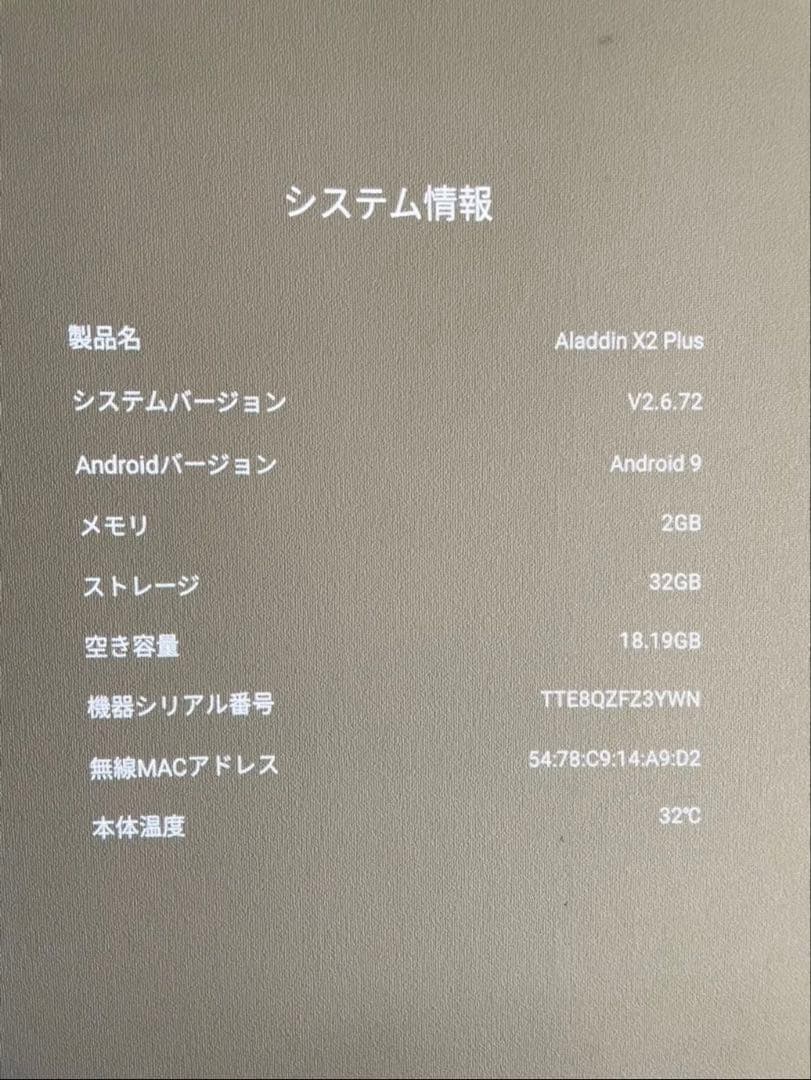 システム情報
製品名 Aladdin X2 Plus
システムバージョン V2.6.72
Androidバージョン Android 9
メモリ 2GB
ストレージ 32GB
空き容量 18.19GB
機器シリアル番号 TTE8QZFZ3YWN
無線MACアドレス 54:78:C9:14:A9:D2
本体温度 32℃